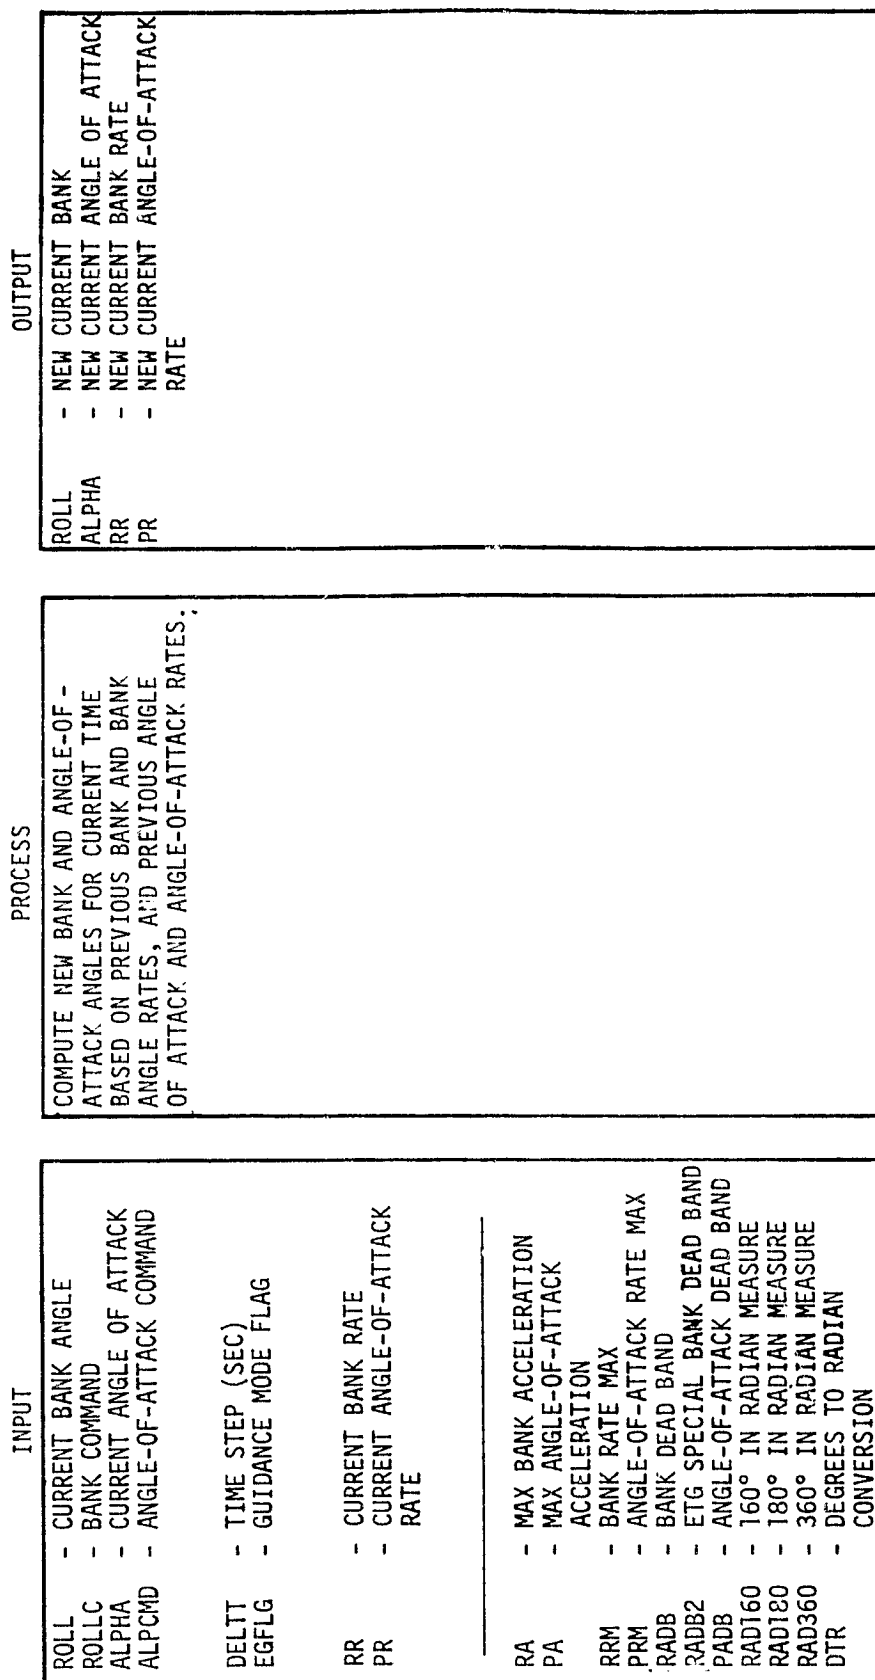 INPUT
ROLL - CURRENT BANK ANGLE
ROLLC - BANK COMMAND
ALPHA - CURRENT ANGLE OF ATTACK
ALPCMD - ANGLE-OF-ATTACK COMMAND
DELTT - TIME STEP (SEC)
EGFLG - GUIDANCE MODE FLAG
RR - CURRENT BANK RATE
PR - CURRENT ANGLE-OF-ATTACK
RATE
RA - MAX BANK ACCELERATION
PA - MAX ANGLE-OF-ATTACK
ACCELERATION
RRM - BANK RATE MAX
PRM - ANGLE-OF-ATTACK RATE MAX
RADB - BANK DEAD BAND
RADB2 - ETG SPECIAL BANK DEAD BAND
PADB - ANGLE-OF-ATTACK DEAD BAND
RAD160 - 160° IN RADIAN MEASURE
RAD180 - 180° IN RADIAN MEASURE
RAD360 - 360° IN RADIAN MEASURE
DTR - DEGREES TO RADIAN
CONVERSION
PROCESS
COMPUTE NEW BANK AND ANGLE-OF-
ATTACK ANGLES FOR CURRENT TIME
BASED ON PREVIOUS BANK AND BANK
ANGLE RATES, AND PREVIOUS ANGLE
OF ATTACK AND ANGLE-OF-ATTACK RATES.
OUTPUT
ROLL - NEW CURRENT BANK
ALPHA - NEW CURRENT ANGLE OF ATTACK
RR - NEW CURRENT BANK RATE
PR - NEW CURRENT ANGLE-OF-ATTACK
RATE